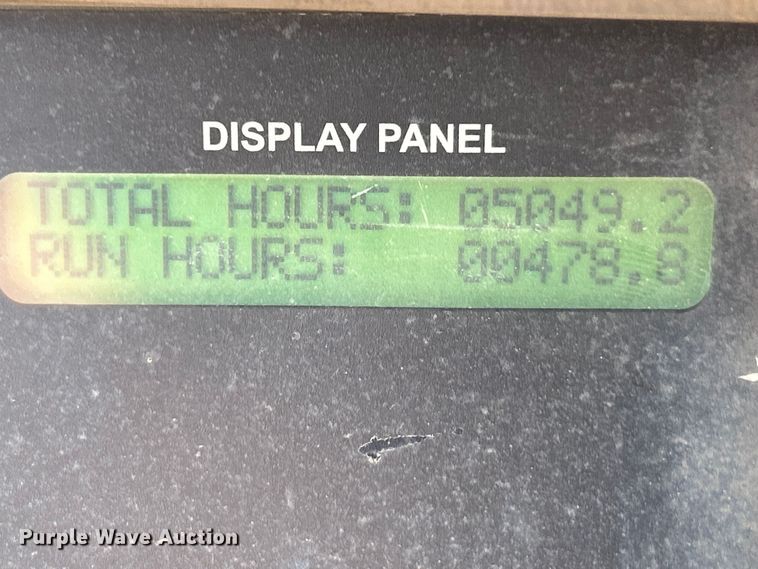 DISPLAY PANEL
TOTAL HOURS: 05049.2
RUN HOURS: 00478.8
Purple Wave Auction